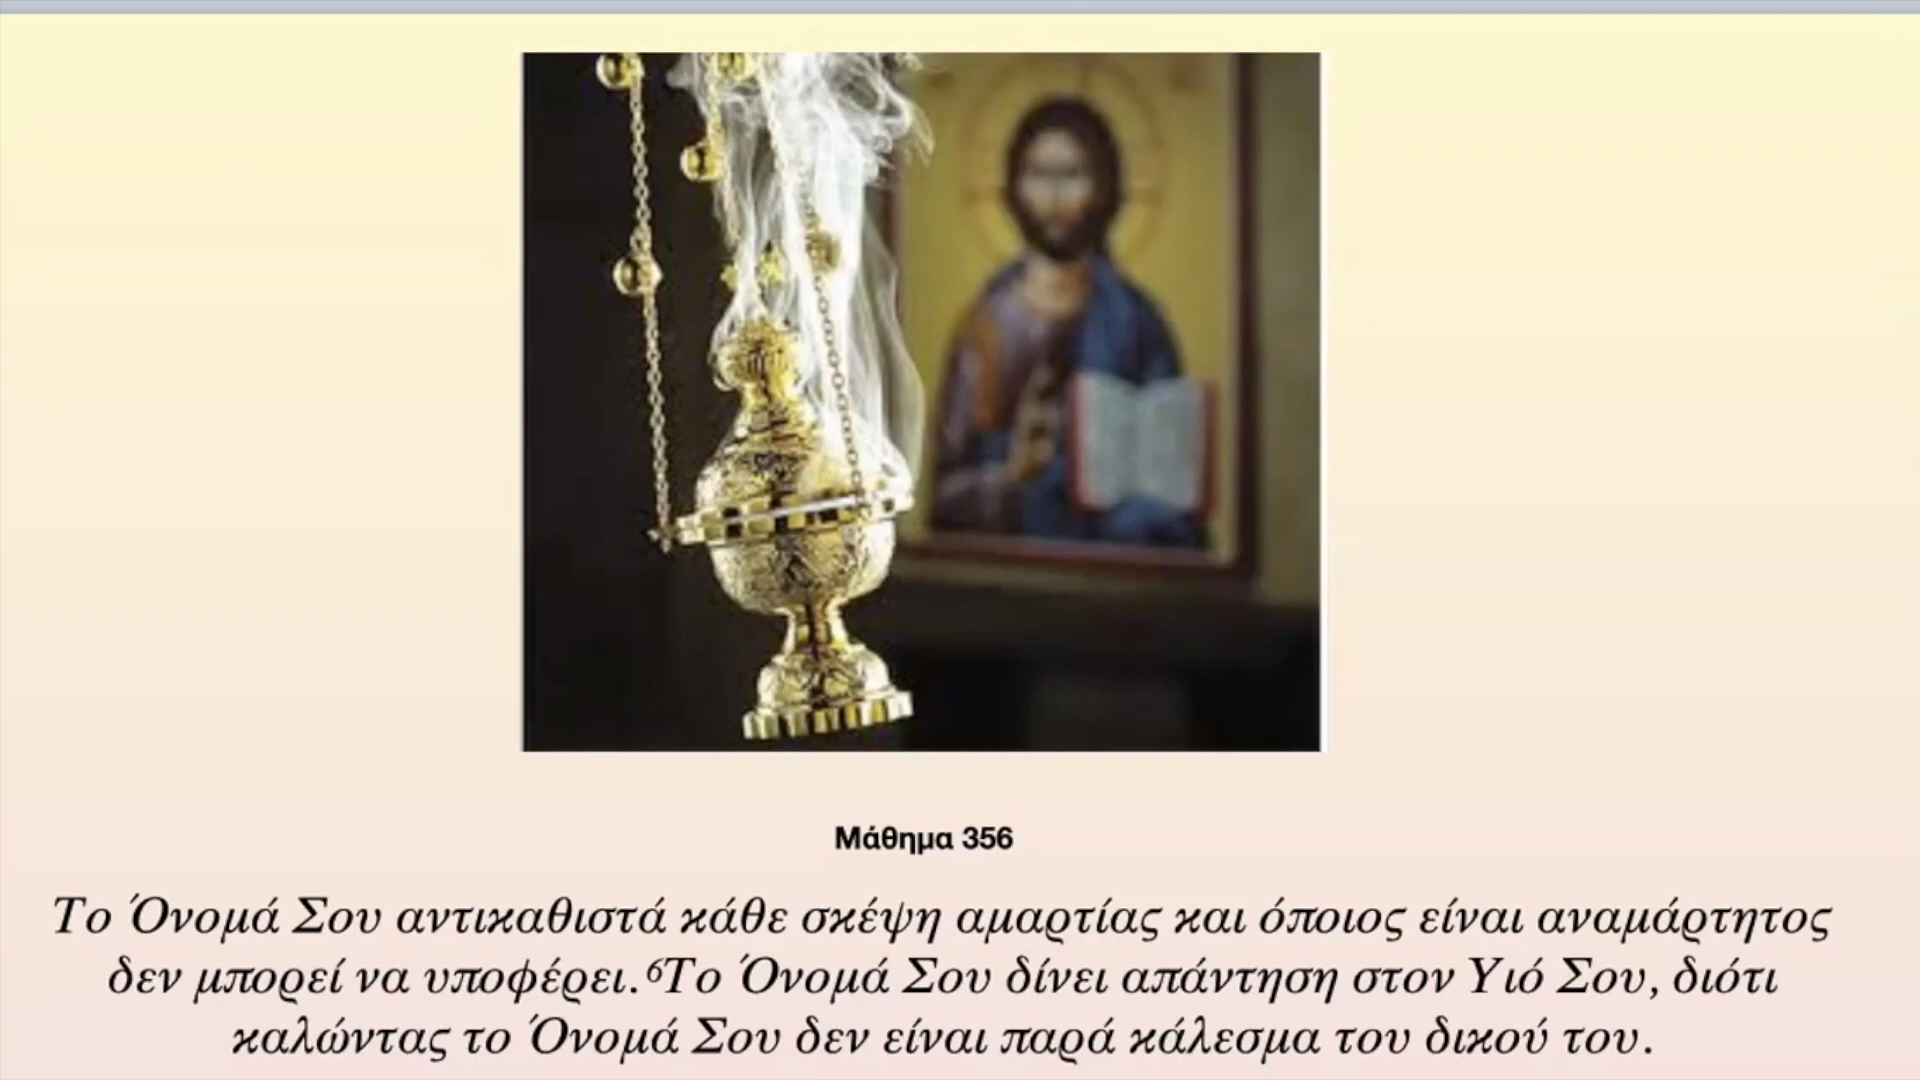 Μάθημα 356
Το Όνομά Σου αντικαθιστά κάθε σκέψη αμαρτίας και όποιος είναι αναμάρτητος
δεν μπορεί να υποφέρει.⁶Το Όνομά Σου δίνει απάντηση στον Υιό Σου, διότι
καλώντας το Όνομά Σου δεν είναι παρά κάλεσμα του δικού του.